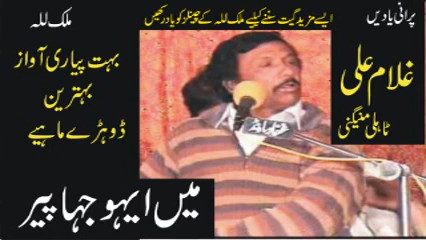 پرانی یادیں
ایسے مزید گیت سننے کیلئے ملک اللہ کے چینلز کو یاد رکھیں
ملک اللہ
غلام علی
ٹاہلی منگینی
بہت پیاری آواز
بہترین
ڈوہڑے ماہیے
میں ایہو جہا پیر